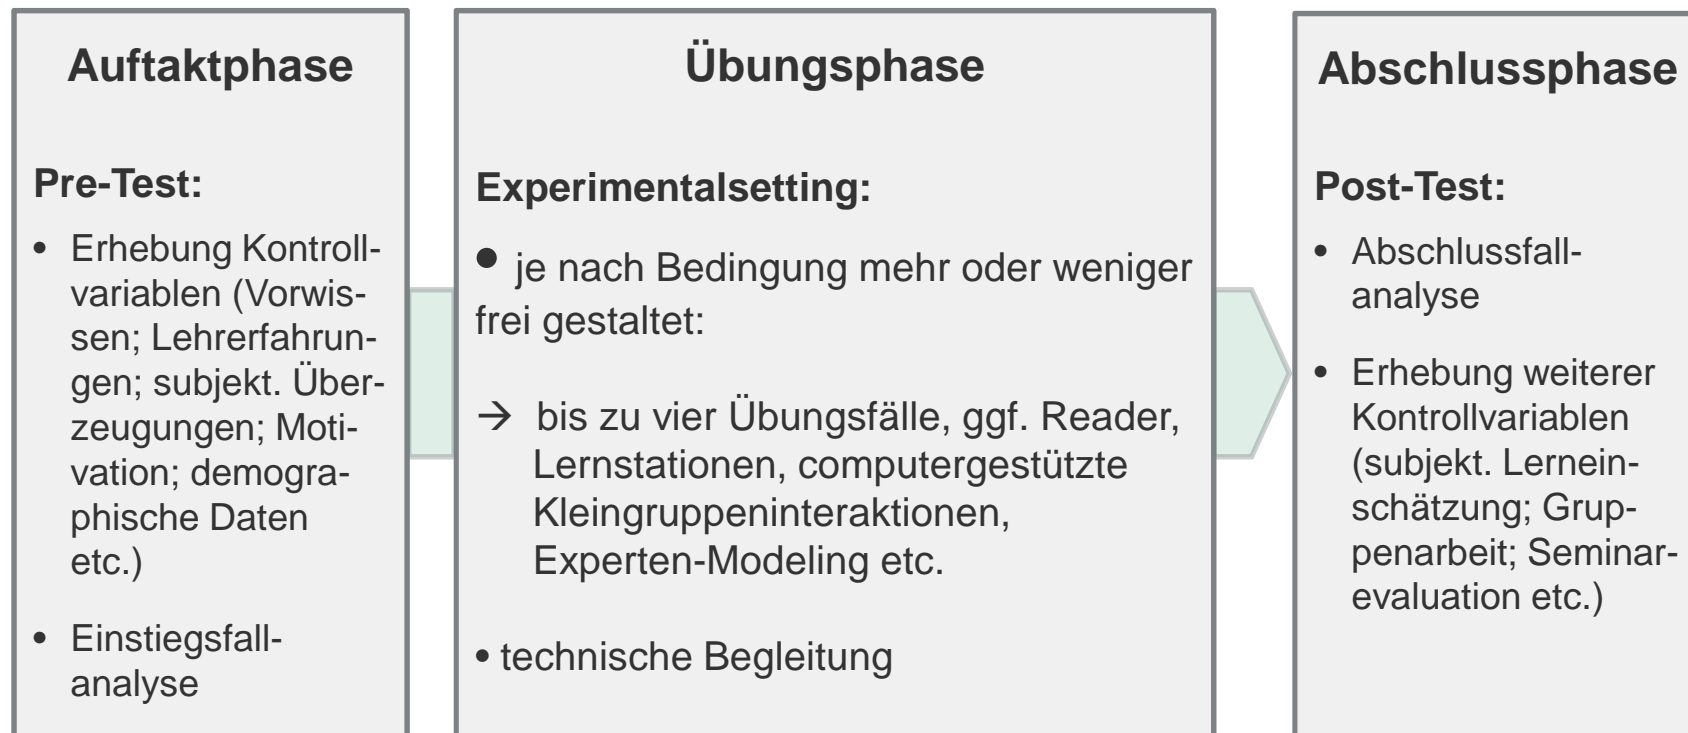 Auftaktphase
Pre-Test:
• Erhebung Kontroll-
variablen (Vorwis-
sen; Lehrerfahrun-
gen; subjekt. Über-
zeugungen; Moti-
vation; demogra-
phische Daten
etc.)
• Einstiegsfall-
analyse
Übungsphase
Experimentalsetting:
• je nach Bedingung mehr oder weniger
frei gestaltet:
→ bis zu vier Übungsfälle, ggf. Reader,
Lernstationen, computergestützte
Kleingruppeninteraktionen,
Experten-Modeling etc.
• technische Begleitung
Abschlussphase
Post-Test:
• Abschlussfall-
analyse
• Erhebung weiterer
Kontrollvariablen
(subjekt. Lernein-
schätzung; Grup-
penarbeit; Seminar-
evaluation etc.)